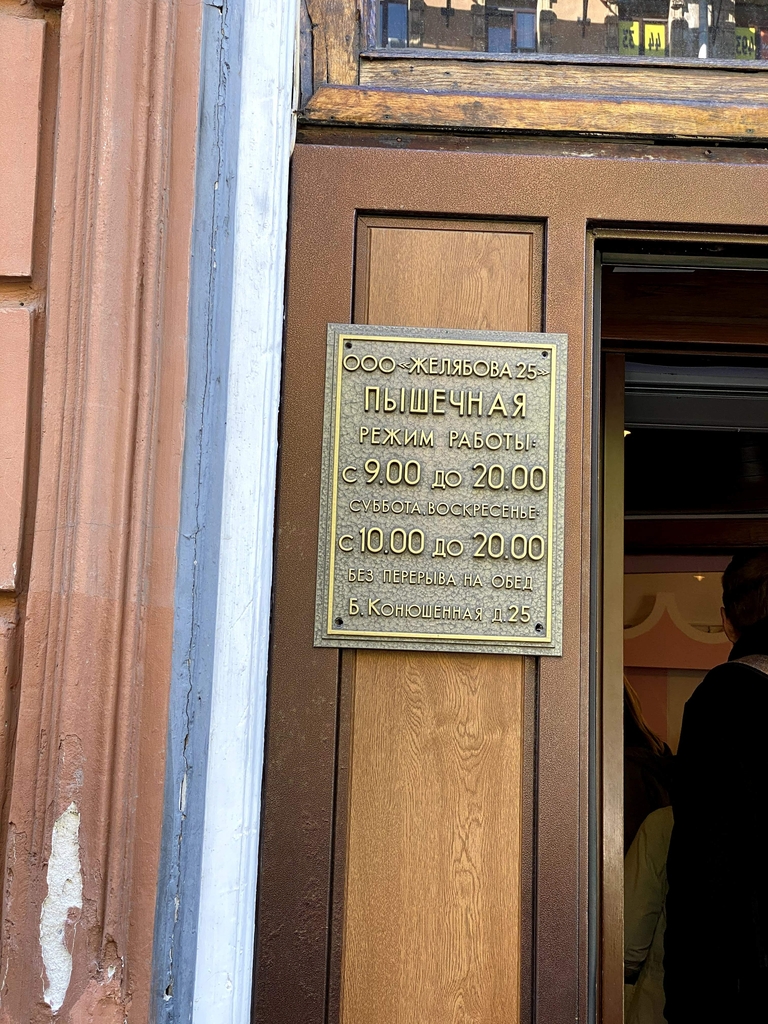 ООО «ЖЕЛЯБОВА 25»
ПЫШЕЧНАЯ
РЕЖИМ РАБОТЫ:
С 9.00 ДО 20.00
СУББОТА, ВОСКРЕСЕНЬЕ:
С 10.00 ДО 20.00
БЕЗ ПЕРЕРЫВА НА ОБЕД
Б. КОНЮШЕННАЯ Д.25